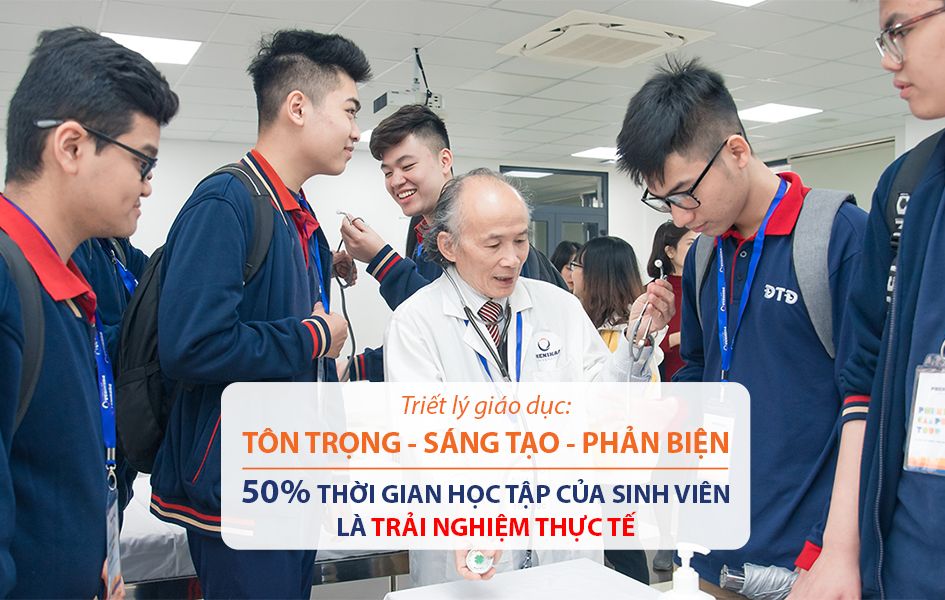 ĐTĐ
Triết lý giáo dục:
TÔN TRỌNG - SÁNG TẠO - PHẢN BIỆN
50% THỜI GIAN HỌC TẬP CỦA SINH VIÊN
LÀ TRẢI NGHIỆM THỰC TẾ